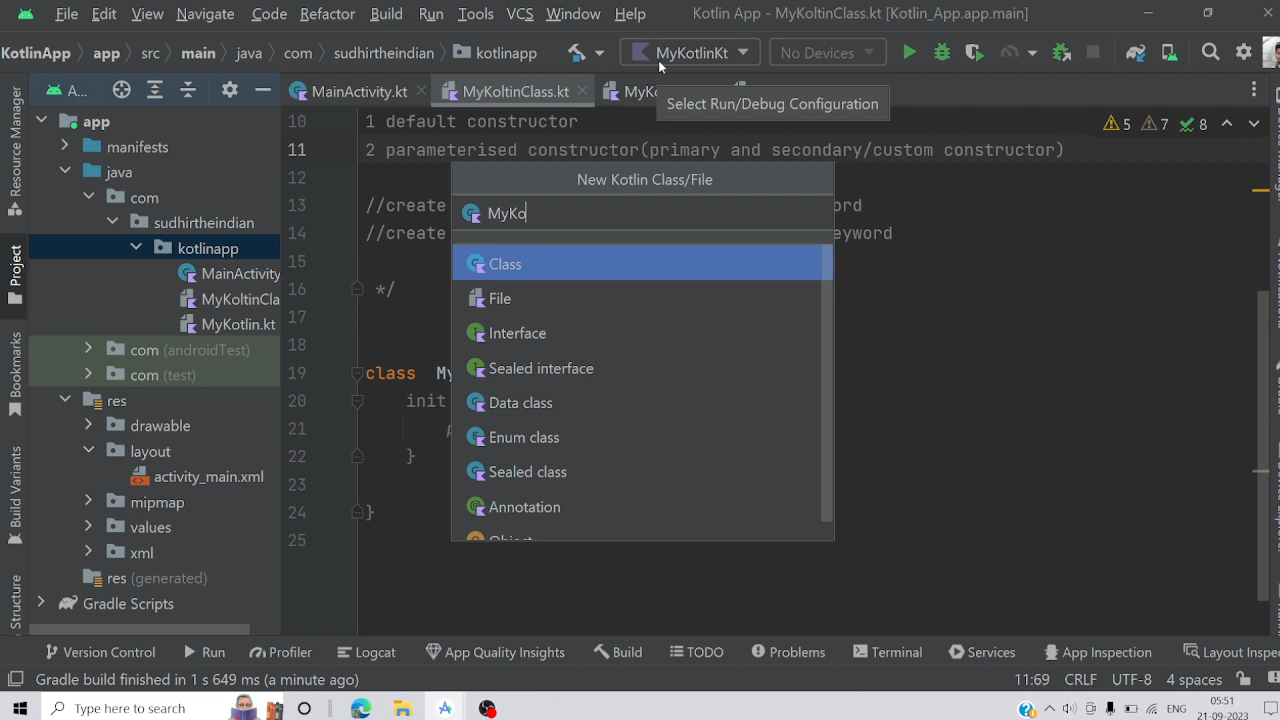 File Edit View Navigate Code Refactor Build Run Tools VCS Window Help Kotlin App - MyKoltinClass.kt [Kotlin_App.app.main]
KotlinApp app src main java com sudhirtheindian kotlinapp MyKotlinKt No Devices
A... MainActivity.kt MyKoltinClass.kt MyKo
Select Run/Debug Configuration
Resource Manager
Project
Bookmarks
Build Variants
Structure
app
manifests
java
com
sudhirtheindian
kotlinapp
MainActivity
MyKoltinCla
MyKotlin.kt
com (androidTest)
com (test)
res
drawable
layout
activity_main.xml
mipmap
values
xml
res (generated)
Gradle Scripts
10 1 default constructor
11 2 parameterised constructor(primary and secondary/custom constructor)
12
13 //create
14 //create eyword
15
16 */
17
18
19 class My
20 init
21
22 }
23
24 }
25
5 7 8
New Kotlin Class/File
MyKo
Class
File
Interface
Sealed interface
Data class
Enum class
Sealed class
Annotation
Object
Version Control Run Profiler Logcat App Quality Insights Build TODO Problems Terminal Services App Inspection Layout Inspe
Gradle build finished in 1 s 649 ms (a minute ago) 11:69 CRLF UTF-8 4 spaces
Type here to search ENG 05:51
21-09-2023